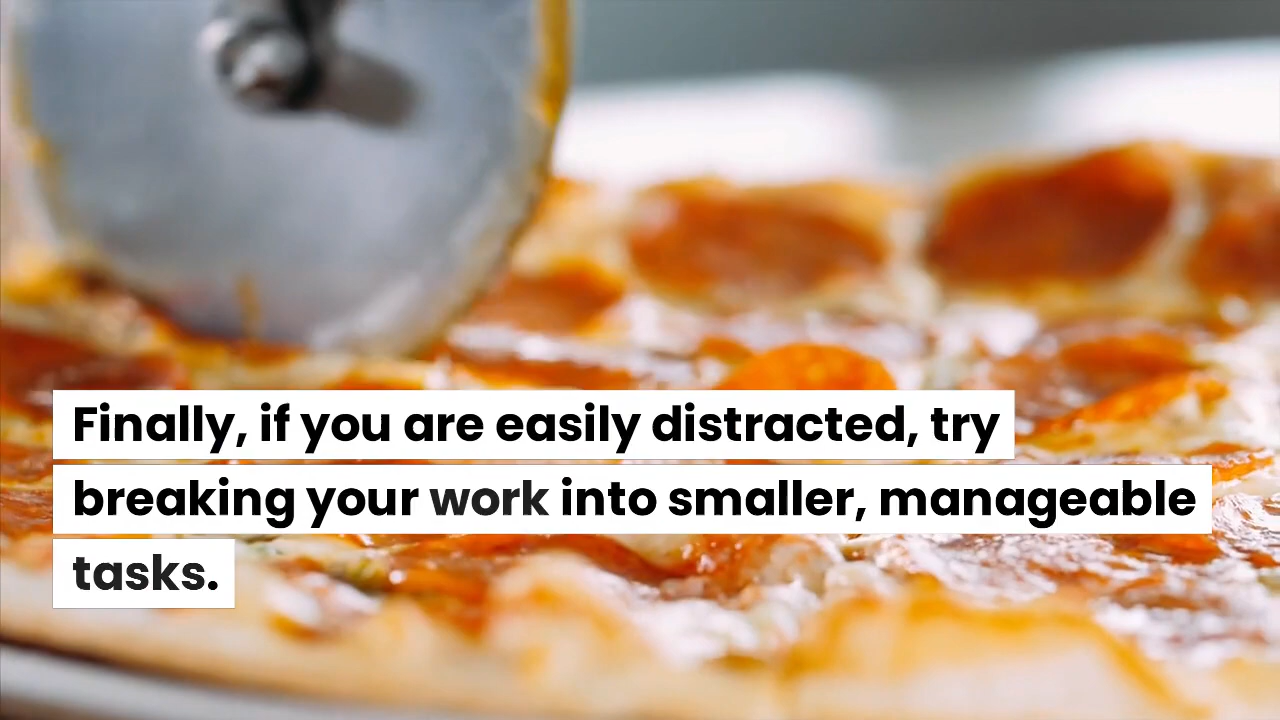 Finally, if you are easily distracted, try
breaking your work into smaller, manageable
tasks.